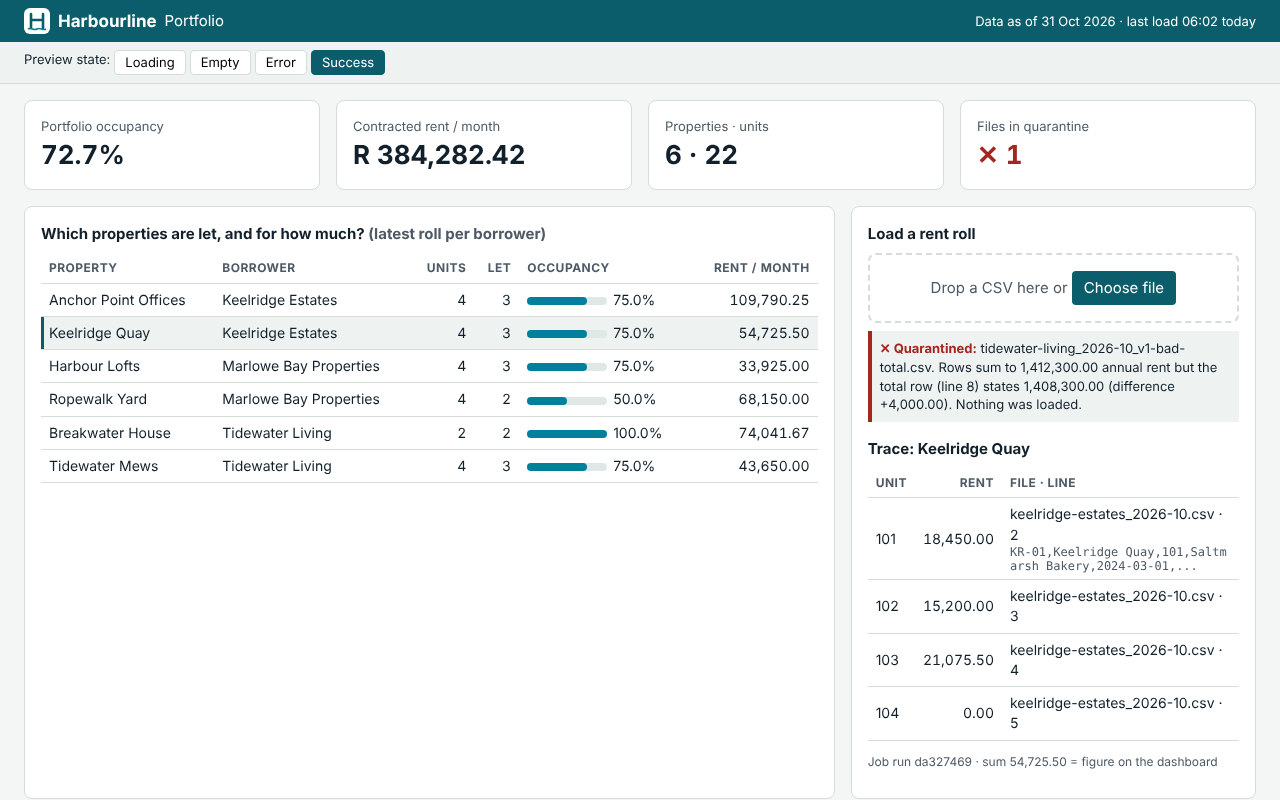 Harbourline Portfolio
Data as of 31 Oct 2026 · last load 06:02 today
Preview state: Loading Empty Error Success
Portfolio occupancy
72.7%
Contracted rent / month
R 384,282.42
Properties · units
6 · 22
Files in quarantine
✕ 1
Which properties are let, and for how much? (latest roll per borrower)
PROPERTY BORROWER UNITS LET OCCUPANCY RENT / MONTH
Anchor Point Offices Keelridge Estates 4 3 75.0% 109,790.25
Keelridge Quay Keelridge Estates 4 3 75.0% 54,725.50
Harbour Lofts Marlowe Bay Properties 4 3 75.0% 33,925.00
Ropewalk Yard Marlowe Bay Properties 4 2 50.0% 68,150.00
Breakwater House Tidewater Living 2 2 100.0% 74,041.67
Tidewater Mews Tidewater Living 4 3 75.0% 43,650.00
Load a rent roll
Drop a CSV here or Choose file
✕ Quarantined: tidewater-living_2026-10_v1-bad-
total.csv. Rows sum to 1,412,300.00 annual rent but the
total row (line 8) states 1,408,300.00 (difference
+4,000.00). Nothing was loaded.
Trace: Keelridge Quay
UNIT RENT FILE · LINE
101 18,450.00 keelridge-estates_2026-10.csv ·
2
KR-01,Keelridge Quay,101,Saltm
arsh Bakery,2024-03-01,...
102 15,200.00 keelridge-estates_2026-10.csv ·
3
103 21,075.50 keelridge-estates_2026-10.csv ·
4
104 0.00 keelridge-estates_2026-10.csv ·
5
Job run da327469 · sum 54,725.50 = figure on the dashboard